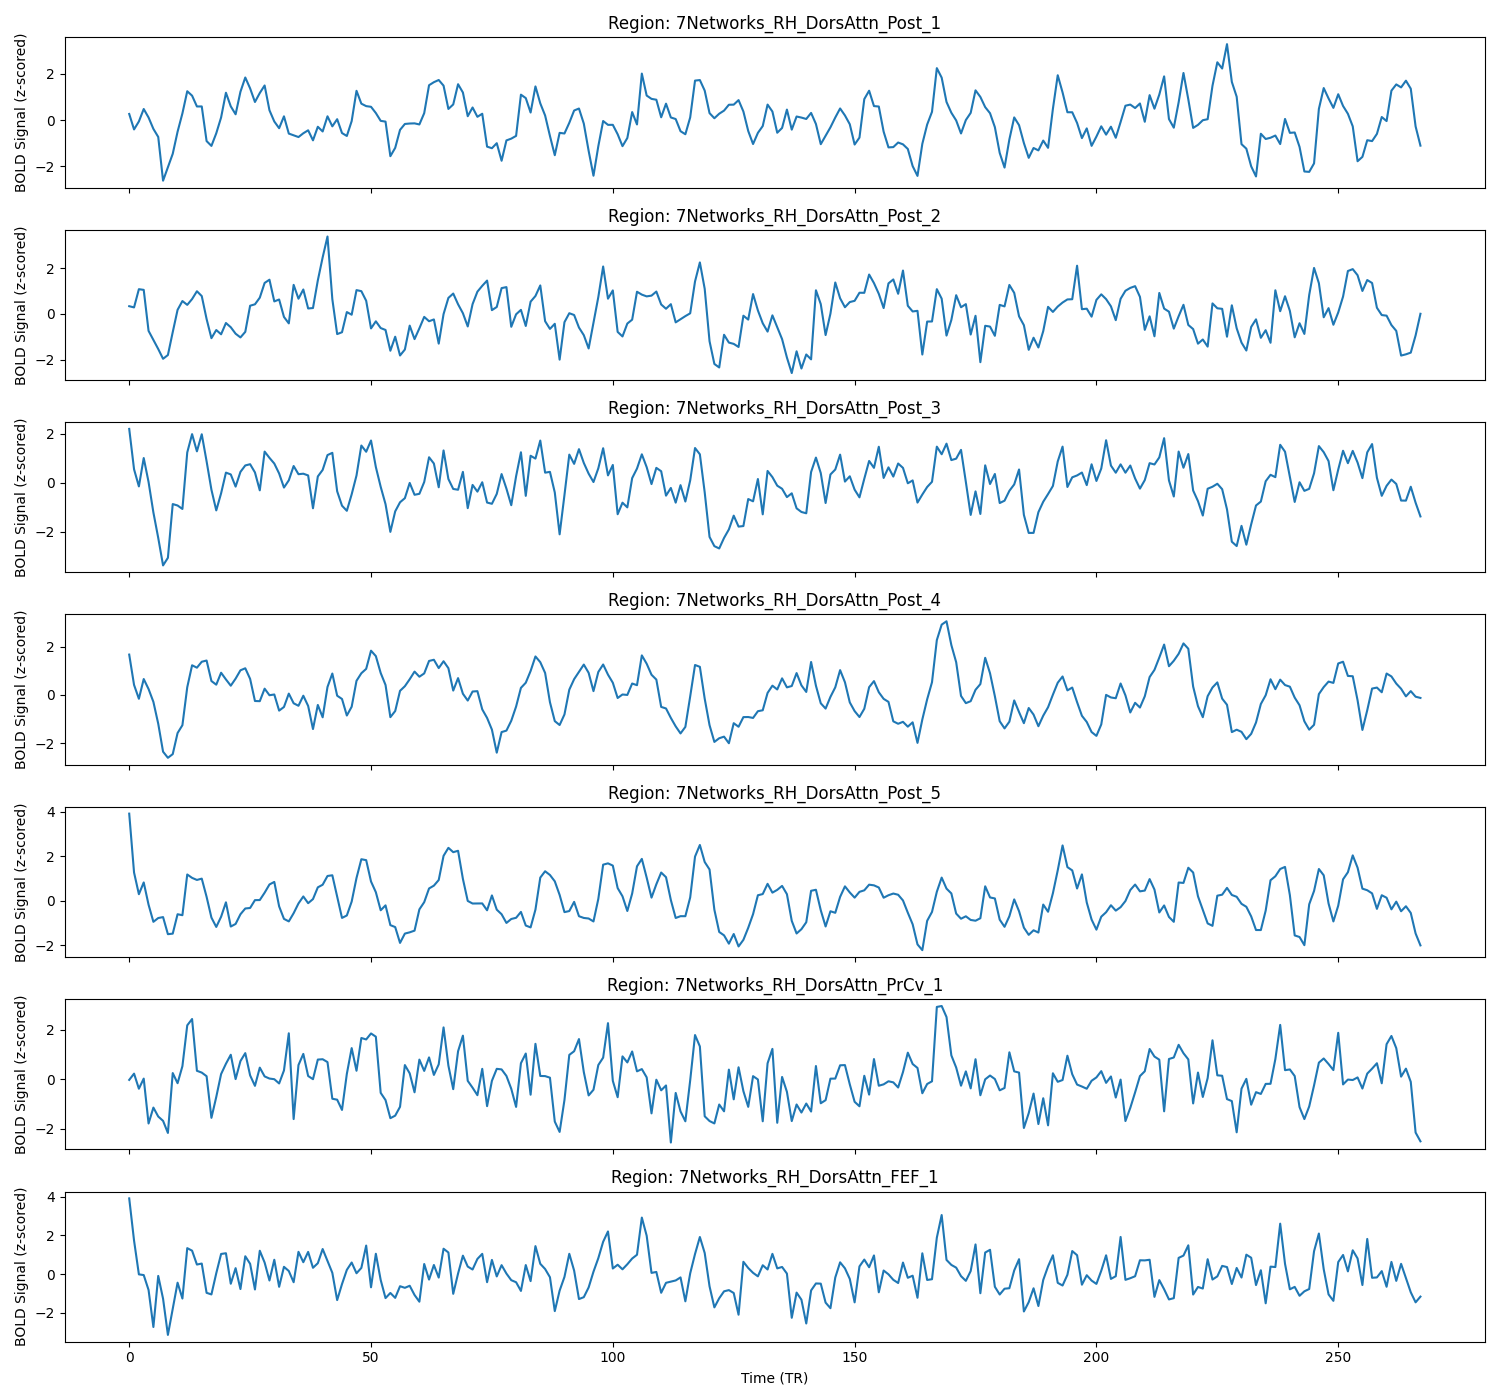 Region: 7Networks_RH_DorsAttn_Post_1
BOLD Signal (z-scored)
2
0
−2
Region: 7Networks_RH_DorsAttn_Post_2
BOLD Signal (z-scored)
2
0
−2
Region: 7Networks_RH_DorsAttn_Post_3
BOLD Signal (z-scored)
2
0
−2
Region: 7Networks_RH_DorsAttn_Post_4
BOLD Signal (z-scored)
2
0
−2
Region: 7Networks_RH_DorsAttn_Post_5
BOLD Signal (z-scored)
4
2
0
−2
Region: 7Networks_RH_DorsAttn_PrCv_1
BOLD Signal (z-scored)
2
0
−2
Region: 7Networks_RH_DorsAttn_FEF_1
BOLD Signal (z-scored)
4
2
0
−2
0 50 100 150 200 250
Time (TR)